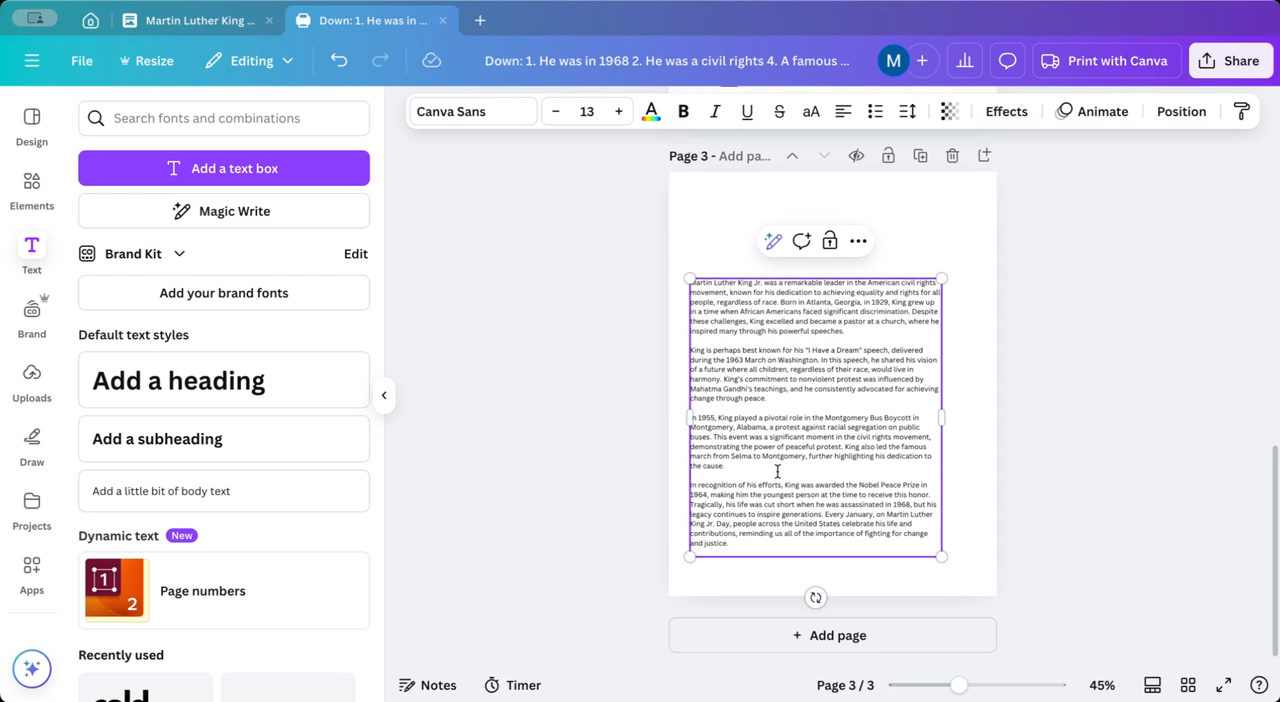 Martin Luther King ...
Down: 1. He was in ...
File
Resize
Editing
Down: 1. He was in 1968 2. He was a civil rights 4. A famous ...
M
Print with Canva
Share
Design
Elements
Text
Brand
Uploads
Draw
Projects
Apps
Search fonts and combinations
Add a text box
Magic Write
Brand Kit
Edit
Add your brand fonts
Default text styles
Add a heading
Add a subheading
Add a little bit of body text
Dynamic text New
1
2
Page numbers
Recently used
Canva Sans
13
A
B
I
U
S
aA
Effects
Animate
Position
Page 3 - Add pa...
Martin Luther King Jr. was a remarkable leader in the American civil rights
movement, known for his dedication to achieving equality and rights for all
people, regardless of race. Born in Atlanta, Georgia, in 1929, King grew up
in a time when African Americans faced significant discrimination. Despite
these challenges, King excelled and became a pastor at a church, where he
inspired many through his powerful speeches.
King is perhaps best known for his "I Have a Dream" speech, delivered
during the 1963 March on Washington. In this speech, he shared his vision
of a future where all children, regardless of their race, would live in
harmony. King's commitment to nonviolent protest was influenced by
Mahatma Gandhi's teachings, and he consistently advocated for achieving
change through peace.
In 1955, King played a pivotal role in the Montgomery Bus Boycott in
Montgomery, Alabama, a protest against racial segregation on public
buses. This event was a significant moment in the civil rights movement,
demonstrating the power of peaceful protest. King also led the famous
march from Selma to Montgomery, further highlighting his dedication to
the cause.
In recognition of his efforts, King was awarded the Nobel Peace Prize in
1964, making him the youngest person at the time to receive this honor.
Tragically, his life was cut short when he was assassinated in 1968, but his
legacy continues to inspire generations. Every January, on Martin Luther
King Jr. Day, people across the United States celebrate his life and
contributions, reminding us all of the importance of fighting for change
and justice.
+ Add page
Notes
Timer
Page 3 / 3
45%